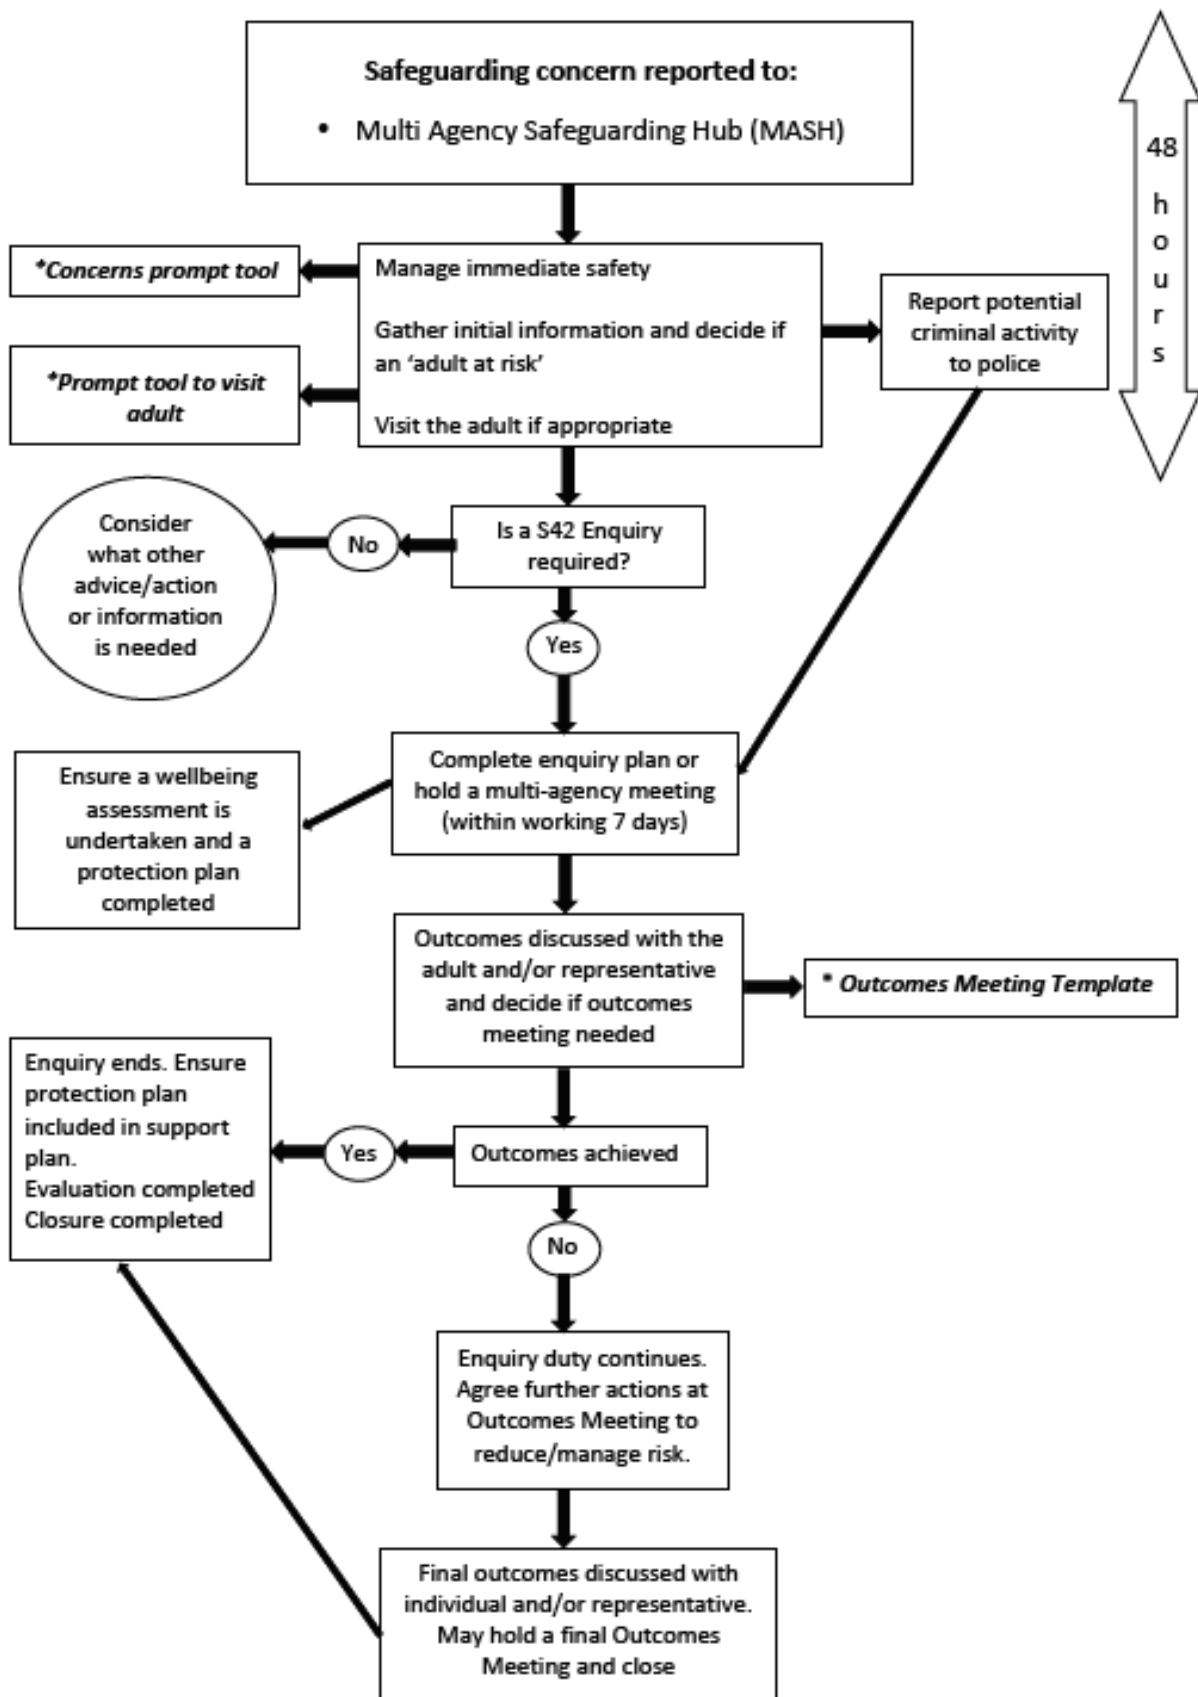 Safeguarding concern reported to:
• Multi Agency Safeguarding Hub (MASH)
48
h
o
u
r
s
*Concerns prompt tool
Manage immediate safety
Gather initial information and decide if
an ‘adult at risk’
Visit the adult if appropriate
Report potential
criminal activity
to police
*Prompt tool to visit
adult
Consider
what other
advice/action
or information
is needed
No
Is a S42 Enquiry
required?
Yes
Ensure a wellbeing
assessment is
undertaken and a
protection plan
completed
Complete enquiry plan or
hold a multi-agency meeting
(within working 7 days)
Outcomes discussed with the
adult and/or representative
and decide if outcomes
meeting needed
* Outcomes Meeting Template
Enquiry ends. Ensure
protection plan
included in support
plan.
Evaluation completed
Closure completed
Yes
Outcomes achieved
No
Enquiry duty continues.
Agree further actions at
Outcomes Meeting to
reduce/manage risk.
Final outcomes discussed with
individual and/or representative.
May hold a final Outcomes
Meeting and close